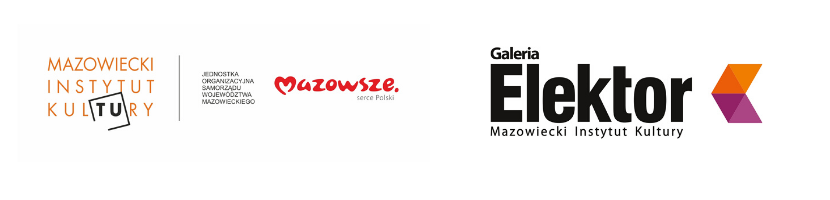 MAZOWIECKI
INSTYTUT
KULTURY
JEDNOSTKA
ORGANIZACYJNA
SAMORZĄDU
WOJEWÓDZTWA
MAZOWIECKIEGO
mazowsze.
serce Polski
Galeria
Elektor
Mazowiecki Instytut Kultury